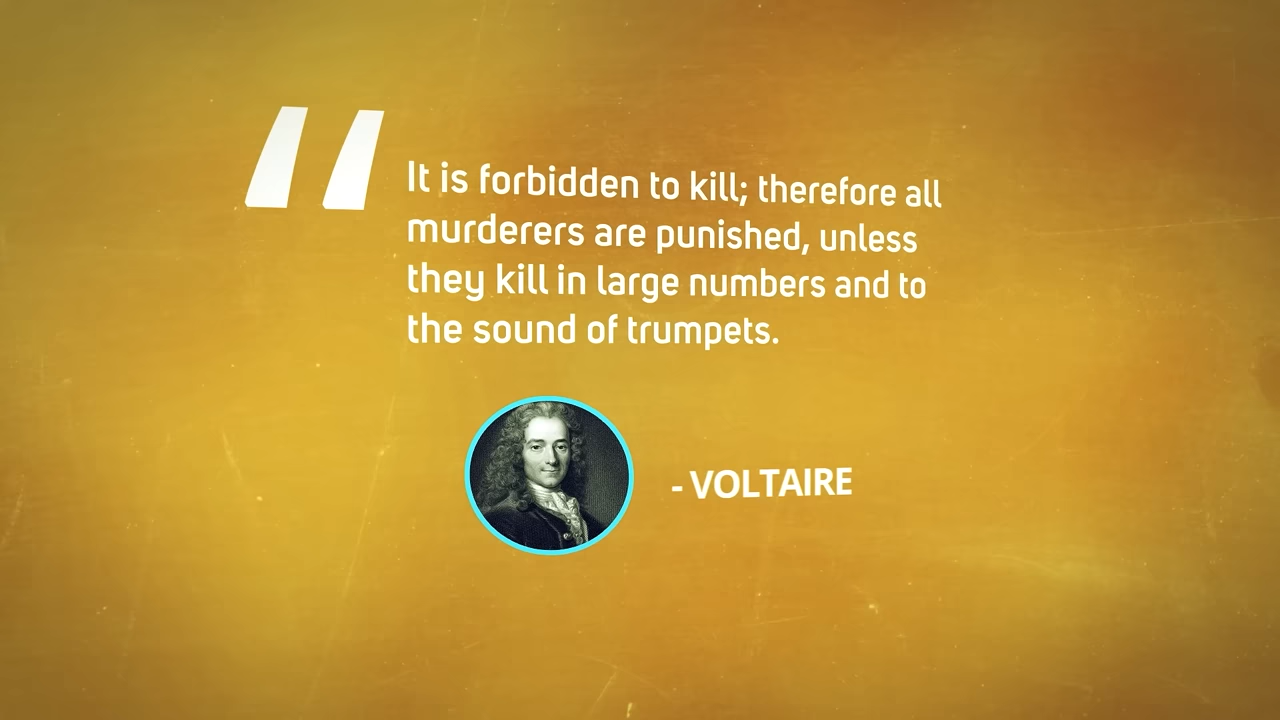 "
It is forbidden to kill; therefore all
murderers are punished, unless
they kill in large numbers and to
the sound of trumpets.
- VOLTAIRE